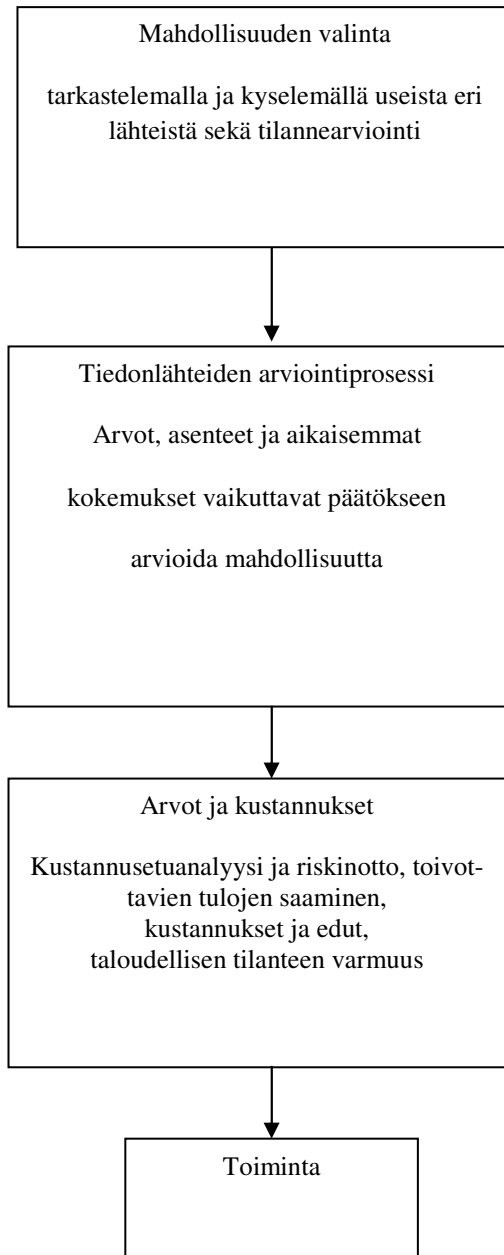 Mahdollisuuden valinta
tarkastelemalla ja kyselemällä useista eri
lähteistä sekä tilannearviointi
Tiedonlähteiden arviointiprosessi
Arvot, asenteet ja aikaisemmat
kokemukset vaikuttavat päätökseen
arvioida mahdollisuutta
Arvot ja kustannukset
Kustannusetuanalyysi ja riskinotto, toivot-
tavien tulojen saaminen,
kustannukset ja edut,
taloudellisen tilanteen varmuus
Toiminta